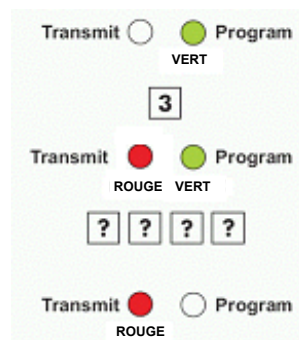 Transmit Program
VERT
3
Transmit Program
ROUGE VERT
? ? ? ?
Transmit Program
ROUGE